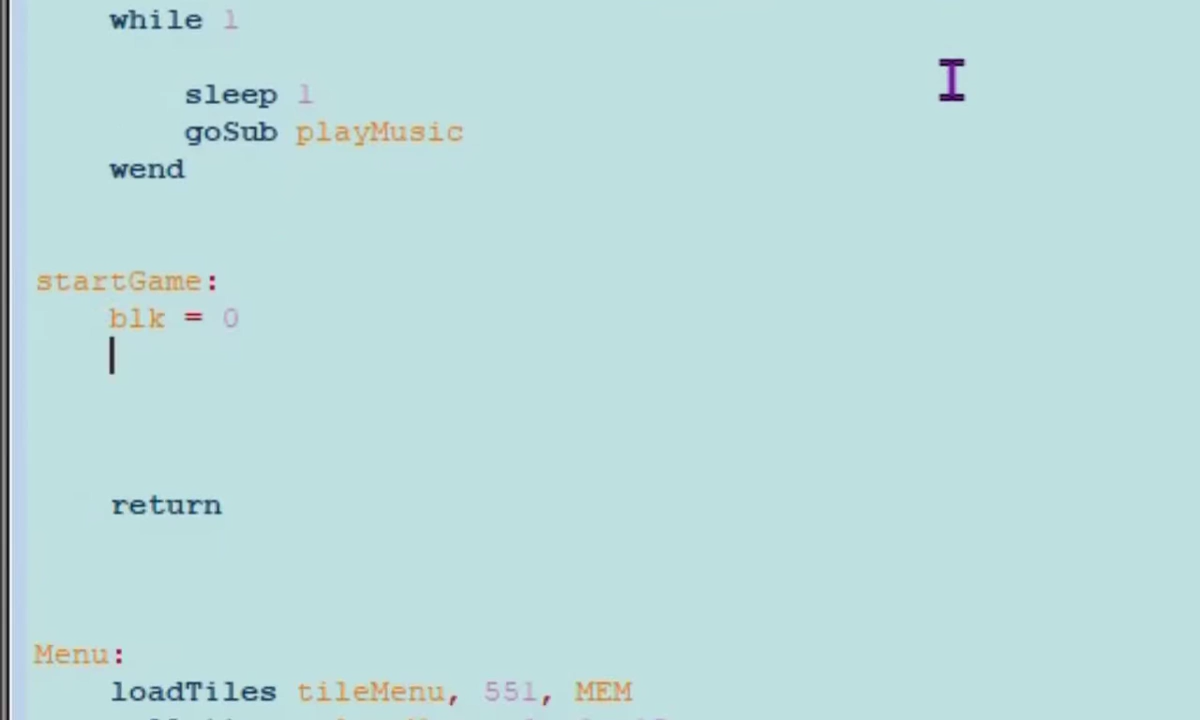 while 1
sleep 1
goSub playMusic
wend
startGame:
blk = 0
return
Menu:
loadTiles tileMenu, 551, MEM